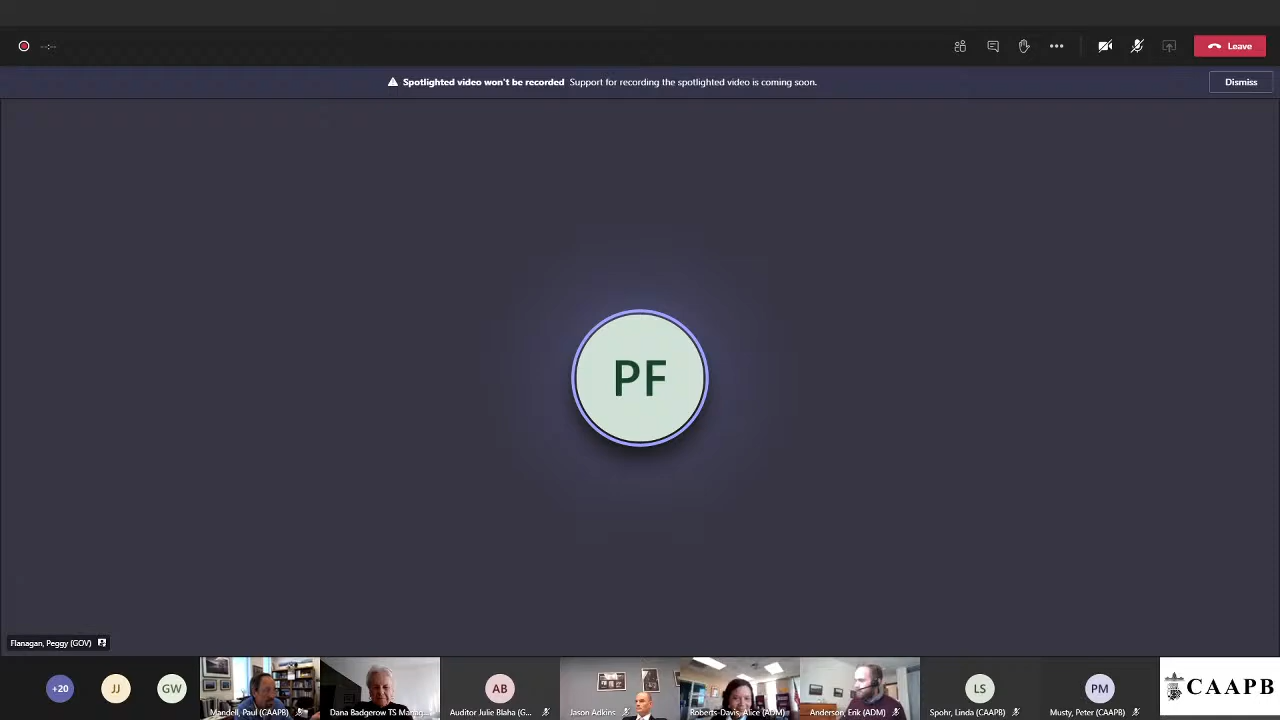 --:--
Leave
Spotlighted video won't be recorded Support for recording the spotlighted video is coming soon.
Dismiss
PF
Flanagan, Peggy (GOV)
+20
JJ
GW
Mandell, Paul (CAAPB)
Dana Badgerow TS Manag...
AB
Auditor Julie Blaha (G...
Jason Adkins
Roberts-Davis, Alice (ADM)
Anderson, Erik (ADM)
LS
Spohr, Linda (CAAPB)
PM
Musty, Peter (CAAPB)
CAAPB